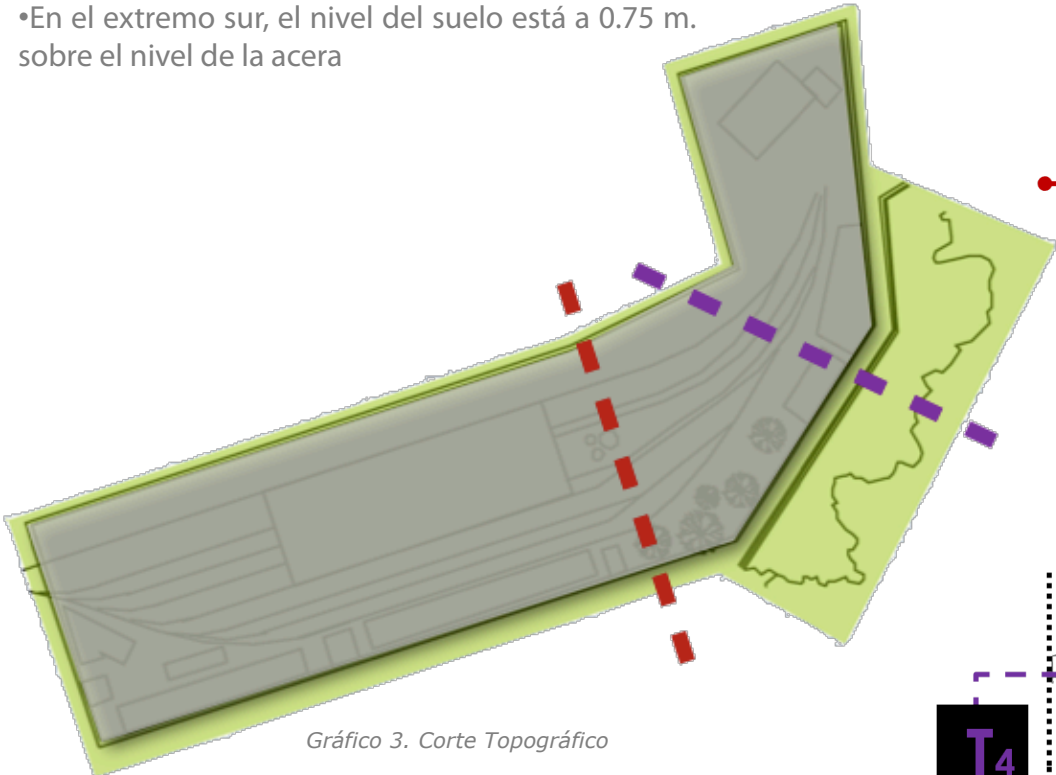 •En el extremo sur, el nivel del suelo está a 0.75 m.
sobre el nivel de la acera
Gráfico 3. Corte Topográfico
T4